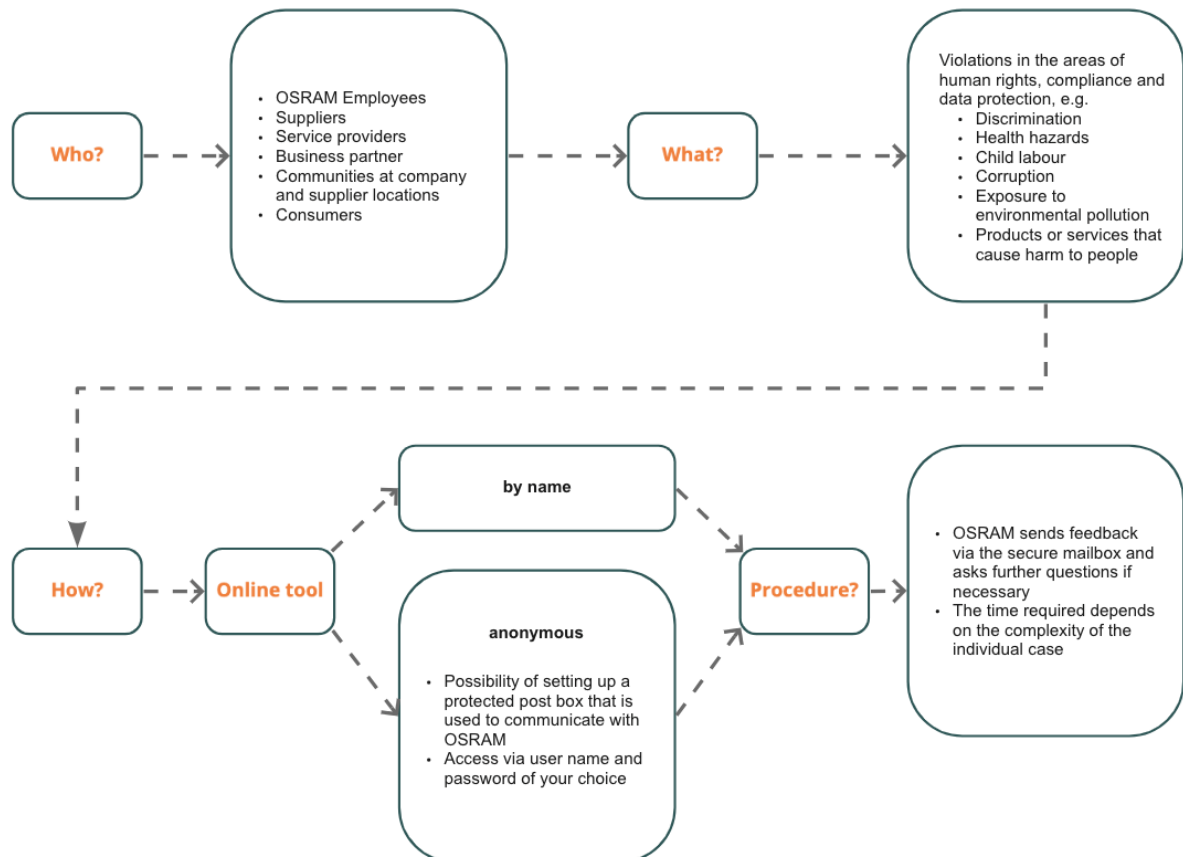 Who?
• OSRAM Employees
• Suppliers
• Service providers
• Business partner
• Communities at company
and supplier locations
• Consumers
What?
Violations in the areas of
human rights, compliance and
data protection, e.g.
• Discrimination
• Health hazards
• Child labour
• Corruption
• Exposure to
environmental pollution
• Products or services that
cause harm to people
How?
Online tool
by name
anonymous
• Possibility of setting up a
protected post box that is
used to communicate with
OSRAM
• Access via user name and
password of your choice
Procedure?
• OSRAM sends feedback
via the secure mailbox and
asks further questions if
necessary
• The time required depends
on the complexity of the
individual case